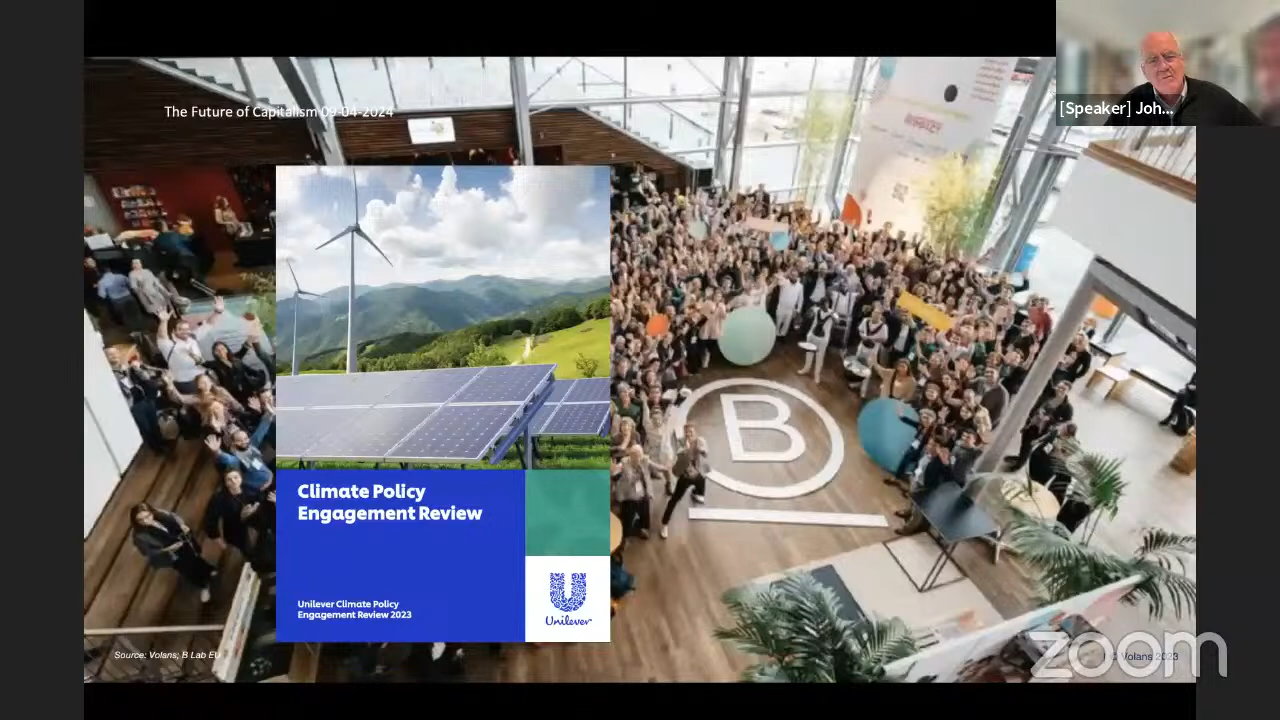 [Speaker] Joh...
The Future of Capitalism 09-04-2024
B
Climate Policy
Engagement Review
Unilever Climate Policy
Engagement Review 2023
Unilever
Source: Volans; B Lab EU
© Volans 2023
zoom